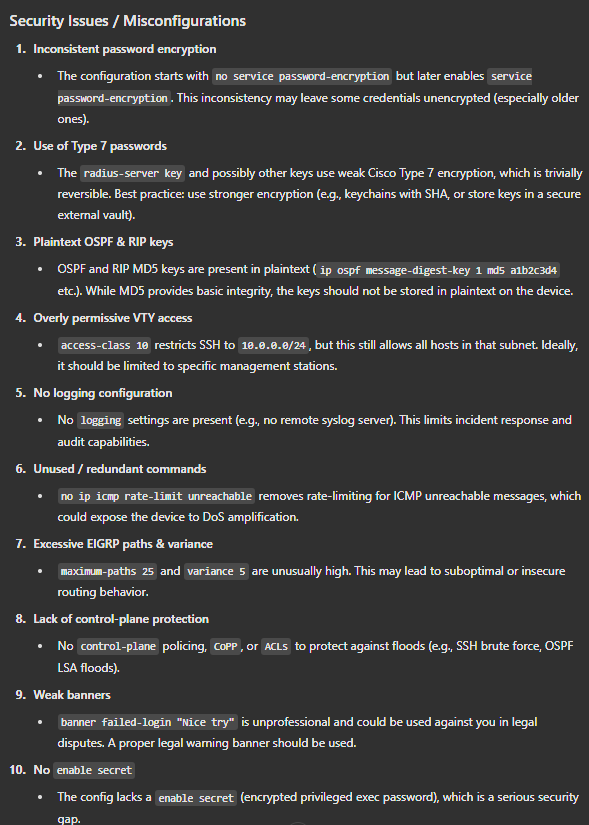 Security Issues / Misconfigurations
1. Inconsistent password encryption
• The configuration starts with no service password-encryption but later enables service
password-encryption. This inconsistency may leave some credentials unencrypted (especially older
ones).
2. Use of Type 7 passwords
• The radius-server key and possibly other keys use weak Cisco Type 7 encryption, which is trivially
reversible. Best practice: use stronger encryption (e.g., keychains with SHA, or store keys in a secure
external vault).
3. Plaintext OSPF & RIP keys
• OSPF and RIP MD5 keys are present in plaintext (ip ospf message-digest-key 1 md5 a1b2c3d4
etc.). While MD5 provides basic integrity, the keys should not be stored in plaintext on the device.
4. Overly permissive VTY access
• access-class 10 restricts SSH to 10.0.0.0/24, but this still allows all hosts in that subnet. Ideally,
it should be limited to specific management stations.
5. No logging configuration
• No logging settings are present (e.g., no remote syslog server). This limits incident response and
audit capabilities.
6. Unused / redundant commands
• no ip icmp rate-limit unreachable removes rate-limiting for ICMP unreachable messages, which
could expose the device to DoS amplification.
7. Excessive EIGRP paths & variance
• maximum-paths 25 and variance 5 are unusually high. This may lead to suboptimal or insecure
routing behavior.
8. Lack of control-plane protection
• No control-plane policing, CoPP, or ACLs to protect against floods (e.g., SSH brute force, OSPF
LSA floods).
9. Weak banners
• banner failed-login "Nice try" is unprofessional and could be used against you in legal
disputes. A proper legal warning banner should be used.
10. No enable secret
• The config lacks a enable secret (encrypted privileged exec password), which is a serious security
gap.